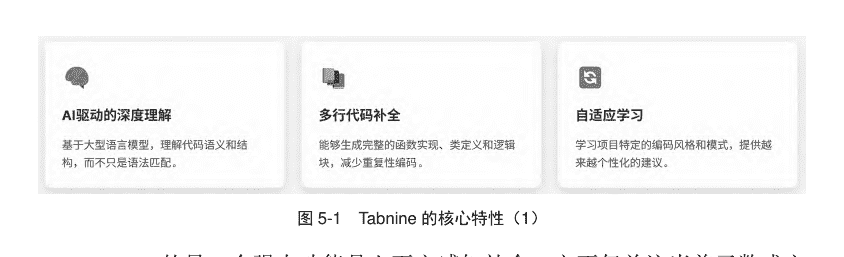 AI驱动的深度理解
基于大型语言模型，理解代码语义和结
构，而不只是语法匹配。
多行代码补全
能够生成完整的函数实现、类定义和逻辑
块，减少重复性编码。
自适应学习
学习项目特定的编码风格和模式，提供越
来越个性化的建议。
图 5-1 Tabnine 的核心特性（1）